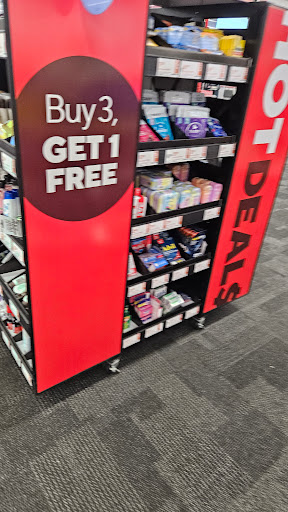 Buy 3,
GET 1
FREE
HOT DEALS